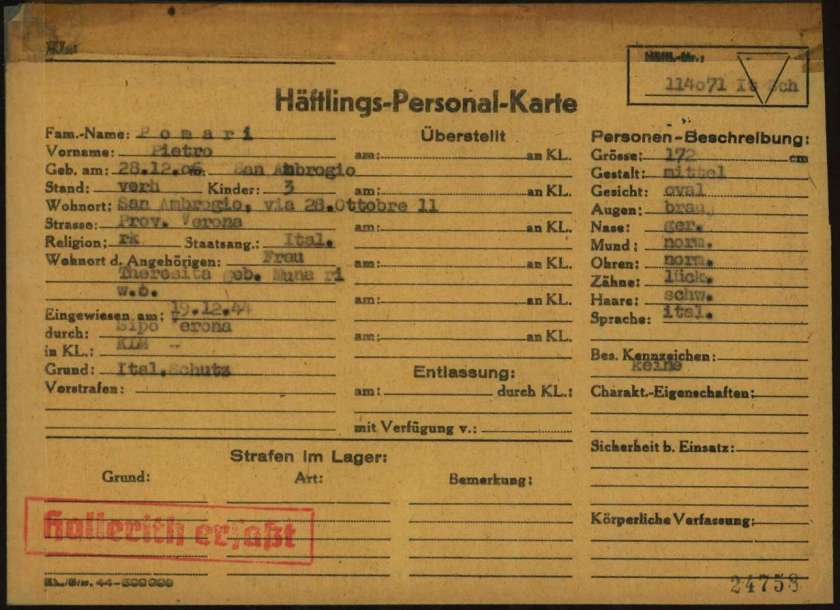 114071 It Sch
Häftlings-Personal-Karte
Fam.-Name: Pomari
Vorname: Pietro
Geb. am: 28.12.06 San Ambrogio
Stand: verh Kinder: 3
Wohnort: San Ambrogio, via 28.Ottobre 11
Strasse: Prov. Verona
Religion: rk Staatsang.: Ital.
Wohnort d. Angehörigen: Frau
Theresita geb. Munari
w.o.
Eingewiesen am: 19.12.44
durch: Sipo Verona
in KL.: KLM -
Grund: Ital.Schutz
Vorstrafen:
Überstellt
am: an KL.
am: an KL.
am: an KL.
am: an KL.
am: an KL.
am: an KL.
Entlassung:
am: durch KL.:
mit Verfügung v.:
Personen-Beschreibung:
Grösse: 172 cm
Gestalt: mittel
Gesicht: oval
Augen: braun
Nase: ger.
Mund: norm.
Ohren: norm.
Zähne: lück.
Haare: schw.
Sprache: ital.
Bes. Kennzeichen:
keine
Charakt.-Eigenschaften:
Sicherheit b. Einsatz:
Körperliche Verfassung:
Strafen im Lager:
Grund: Art: Bemerkung:
Hollerith erfaßt
24758